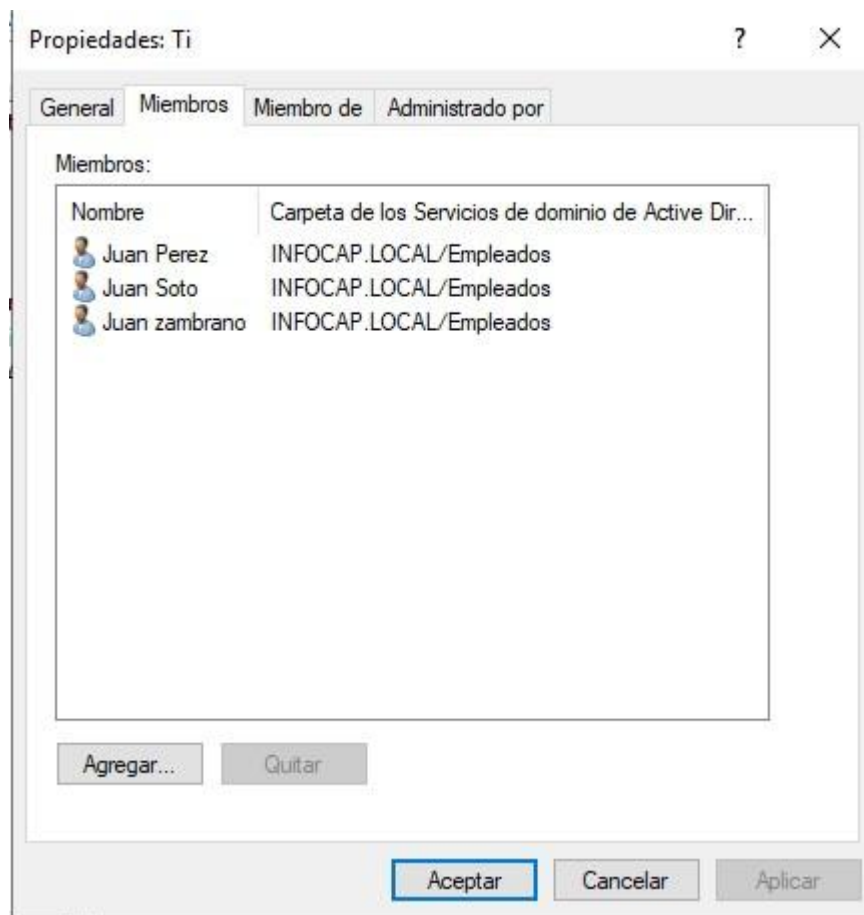 Propiedades: Ti ? X
General Miembros Miembro de Administrado por
Miembros:
Nombre Carpeta de los Servicios de dominio de Active Dir...
Juan Perez INFOCAP.LOCAL/Empleados
Juan Soto INFOCAP.LOCAL/Empleados
Juan zambrano INFOCAP.LOCAL/Empleados
Agregar... Quitar
Aceptar Cancelar Aplicar